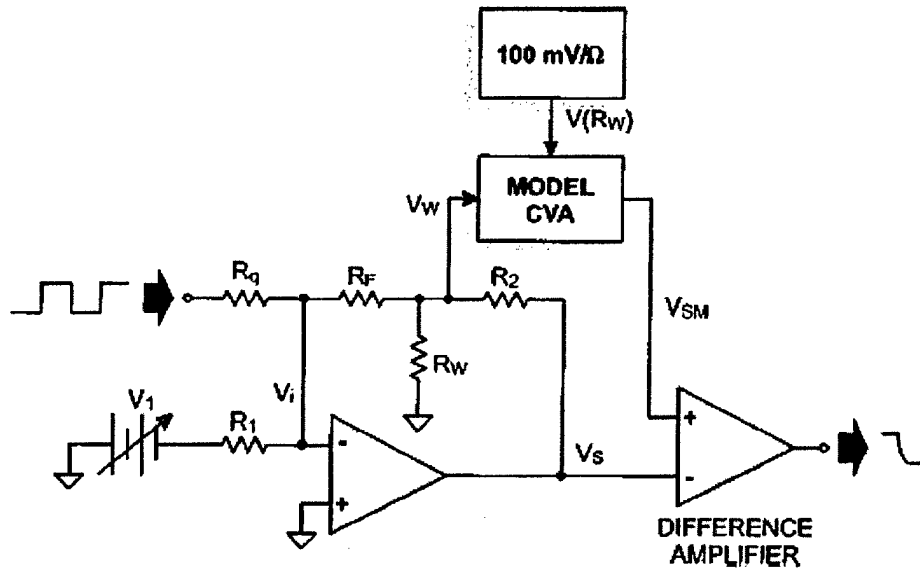 100 mV/Ω
V(RW)
MODEL
CVA
VW
Rq
RF
R2
VSM
RW
Vi
V1
R1
-
+
VS
+
-
DIFFERENCE
AMPLIFIER